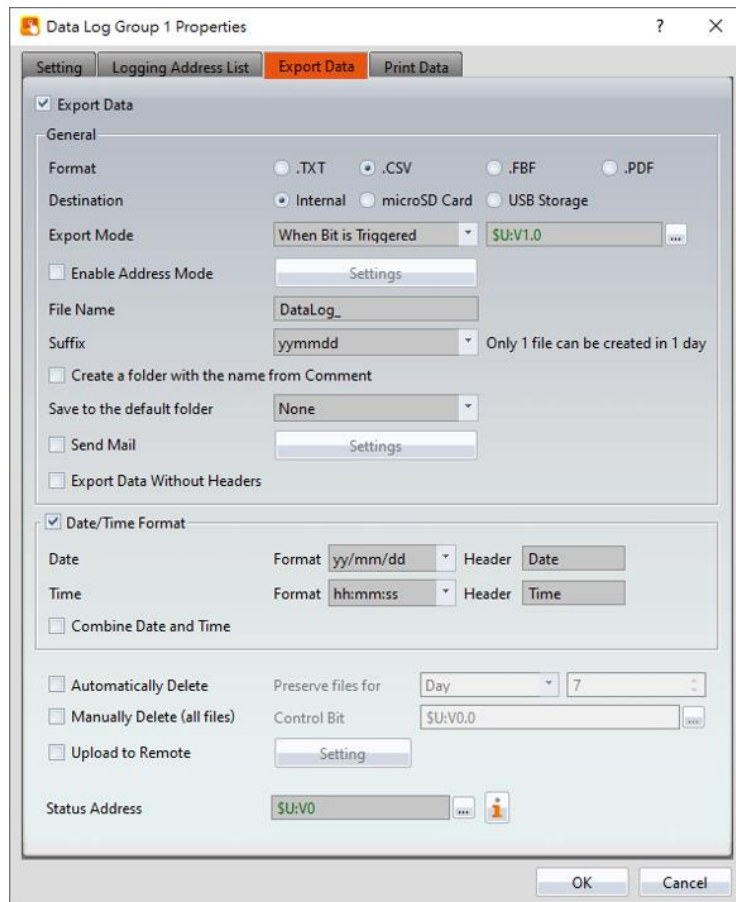 Data Log Group 1 Properties ? ×
Setting Logging Address List Export Data Print Data
Export Data
General
Format .TXT .CSV .FBF .PDF
Destination Internal microSD Card USB Storage
Export Mode When Bit is Triggered $U:V1.0 ...
Enable Address Mode Settings
File Name DataLog_
Suffix yymmdd Only 1 file can be created in 1 day
Create a folder with the name from Comment
Save to the default folder None
Send Mail Settings
Export Data Without Headers
Date/Time Format
Date Format yy/mm/dd Header Date
Time Format hh:mm:ss Header Time
Combine Date and Time
Automatically Delete Preserve files for Day 7
Manually Delete (all files) Control Bit $U:V0.0 ...
Upload to Remote Setting
Status Address $U:V0 ... i
OK Cancel